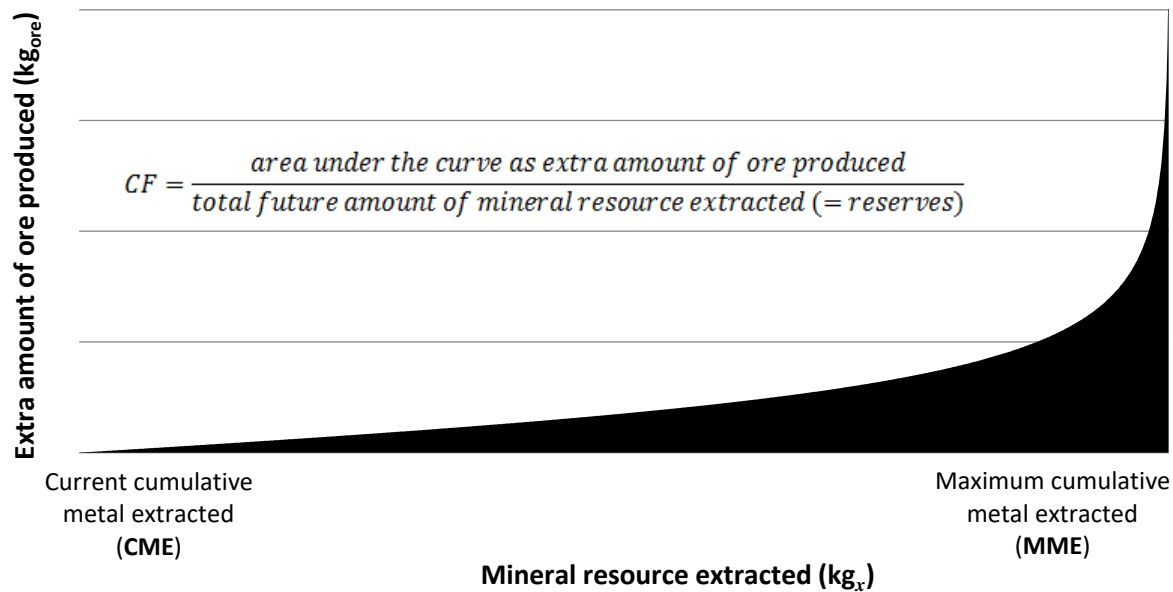 Extra amount of ore produced (kgore)
CF = area under the curve as extra amount of ore produced
total future amount of mineral resource extracted (= reserves)
Current cumulative
metal extracted
(CME)
Maximum cumulative
metal extracted
(MME)
Mineral resource extracted (kgx)